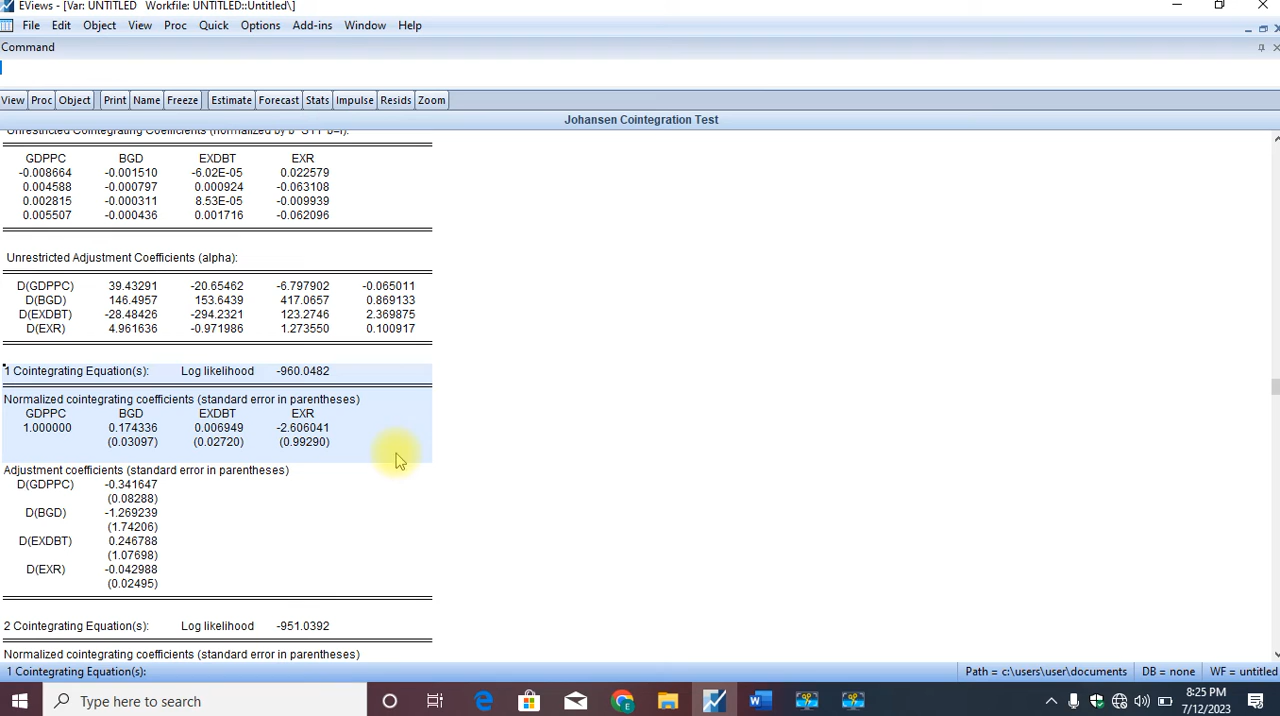 EViews - [Var: UNTITLED Workfile: UNTITLED::Untitled\]
File Edit Object View Proc Quick Options Add-ins Window Help
Command
View Proc Object Print Name Freeze Estimate Forecast Stats Impulse Resids Zoom
Johansen Cointegration Test
Unrestricted Cointegrating Coefficients (normalized by b'*S11*b=I):
GDPPC BGD EXDBT EXR
-0.008664 -0.001510 -6.02E-05 0.022579
0.004588 -0.000797 0.000924 -0.063108
0.002815 -0.000311 8.53E-05 -0.009939
0.005507 -0.000436 0.001716 -0.062096
Unrestricted Adjustment Coefficients (alpha):
D(GDPPC) 39.43291 -20.65462 -6.797902 -0.065011
D(BGD) 146.4957 153.6439 417.0657 0.869133
D(EXDBT) -28.48426 -294.2321 123.2746 2.369875
D(EXR) 4.961636 -0.971986 1.273550 0.100917
1 Cointegrating Equation(s): Log likelihood -960.0482
Normalized cointegrating coefficients (standard error in parentheses)
GDPPC BGD EXDBT EXR
1.000000 0.174336 0.006949 -2.606041
(0.03097) (0.02720) (0.99290)
Adjustment coefficients (standard error in parentheses)
D(GDPPC) -0.341647
(0.08288)
D(BGD) -1.269239
(1.74206)
D(EXDBT) 0.246788
(1.07698)
D(EXR) -0.042988
(0.02495)
2 Cointegrating Equation(s): Log likelihood -951.0392
Normalized cointegrating coefficients (standard error in parentheses)
1 Cointegrating Equation(s): Path = c:\users\user\documents DB = none WF = untitled
Type here to search
8:25 PM
7/12/2023